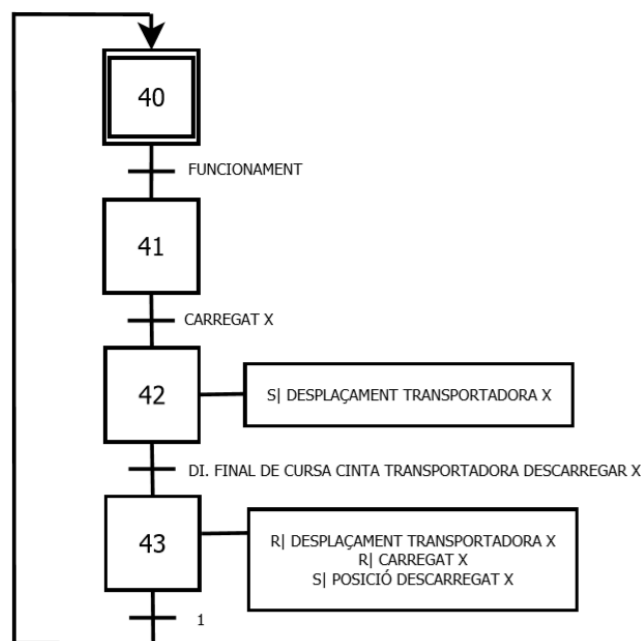 40
FUNCIONAMENT
41
CARREGAT X
42
S| DESPLAÇAMENT TRANSPORTADORA X
DI. FINAL DE CURSA CINTA TRANSPORTADORA DESCARREGAR X
43
R| DESPLAÇAMENT TRANSPORTADORA X
R| CARREGAT X
S| POSICIÓ DESCARREGAT X
1